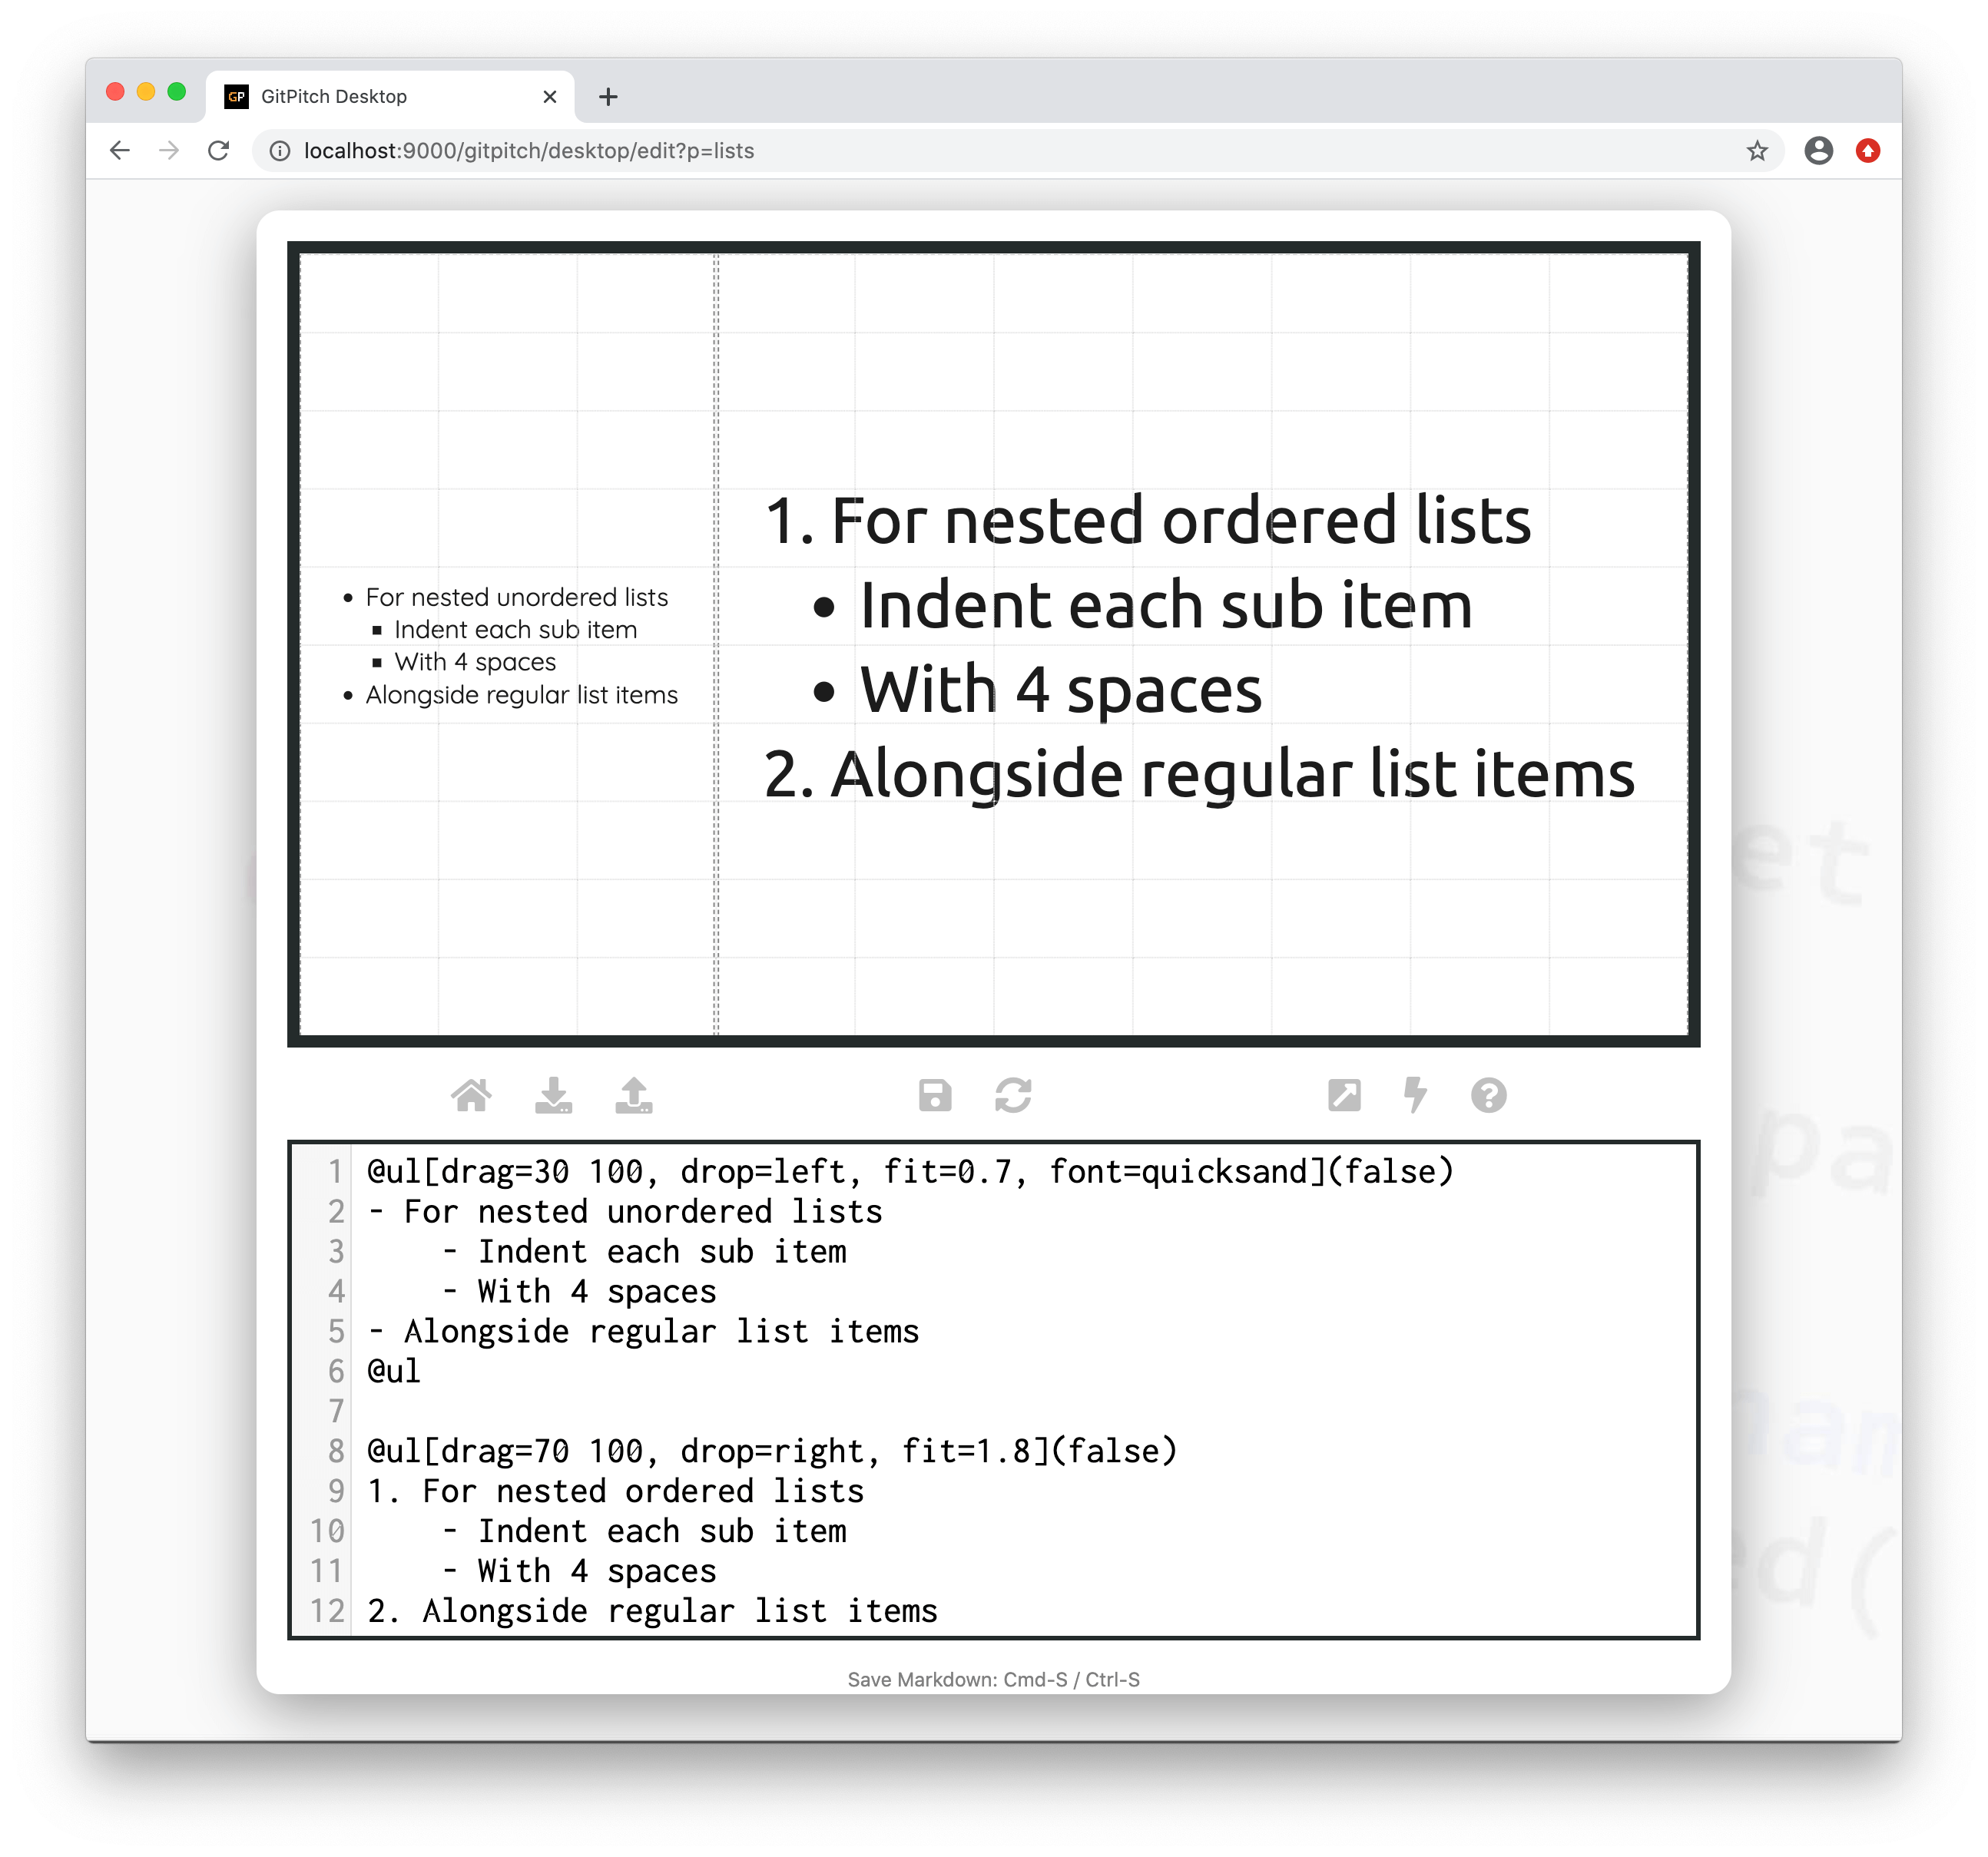 GP GitPitch Desktop
localhost:9000/gitpitch/desktop/edit?p=lists
• For nested unordered lists
▪ Indent each sub item
▪ With 4 spaces
• Alongside regular list items
1. For nested ordered lists
• Indent each sub item
• With 4 spaces
2. Alongside regular list items
1 @ul[drag=30 100, drop=left, fit=0.7, font=quicksand](false)
2 - For nested unordered lists
3     - Indent each sub item
4     - With 4 spaces
5 - Alongside regular list items
6 @ul
7
8 @ul[drag=70 100, drop=right, fit=1.8](false)
9 1. For nested ordered lists
10     - Indent each sub item
11     - With 4 spaces
12 2. Alongside regular list items
Save Markdown: Cmd-S / Ctrl-S
et
pa
ed(